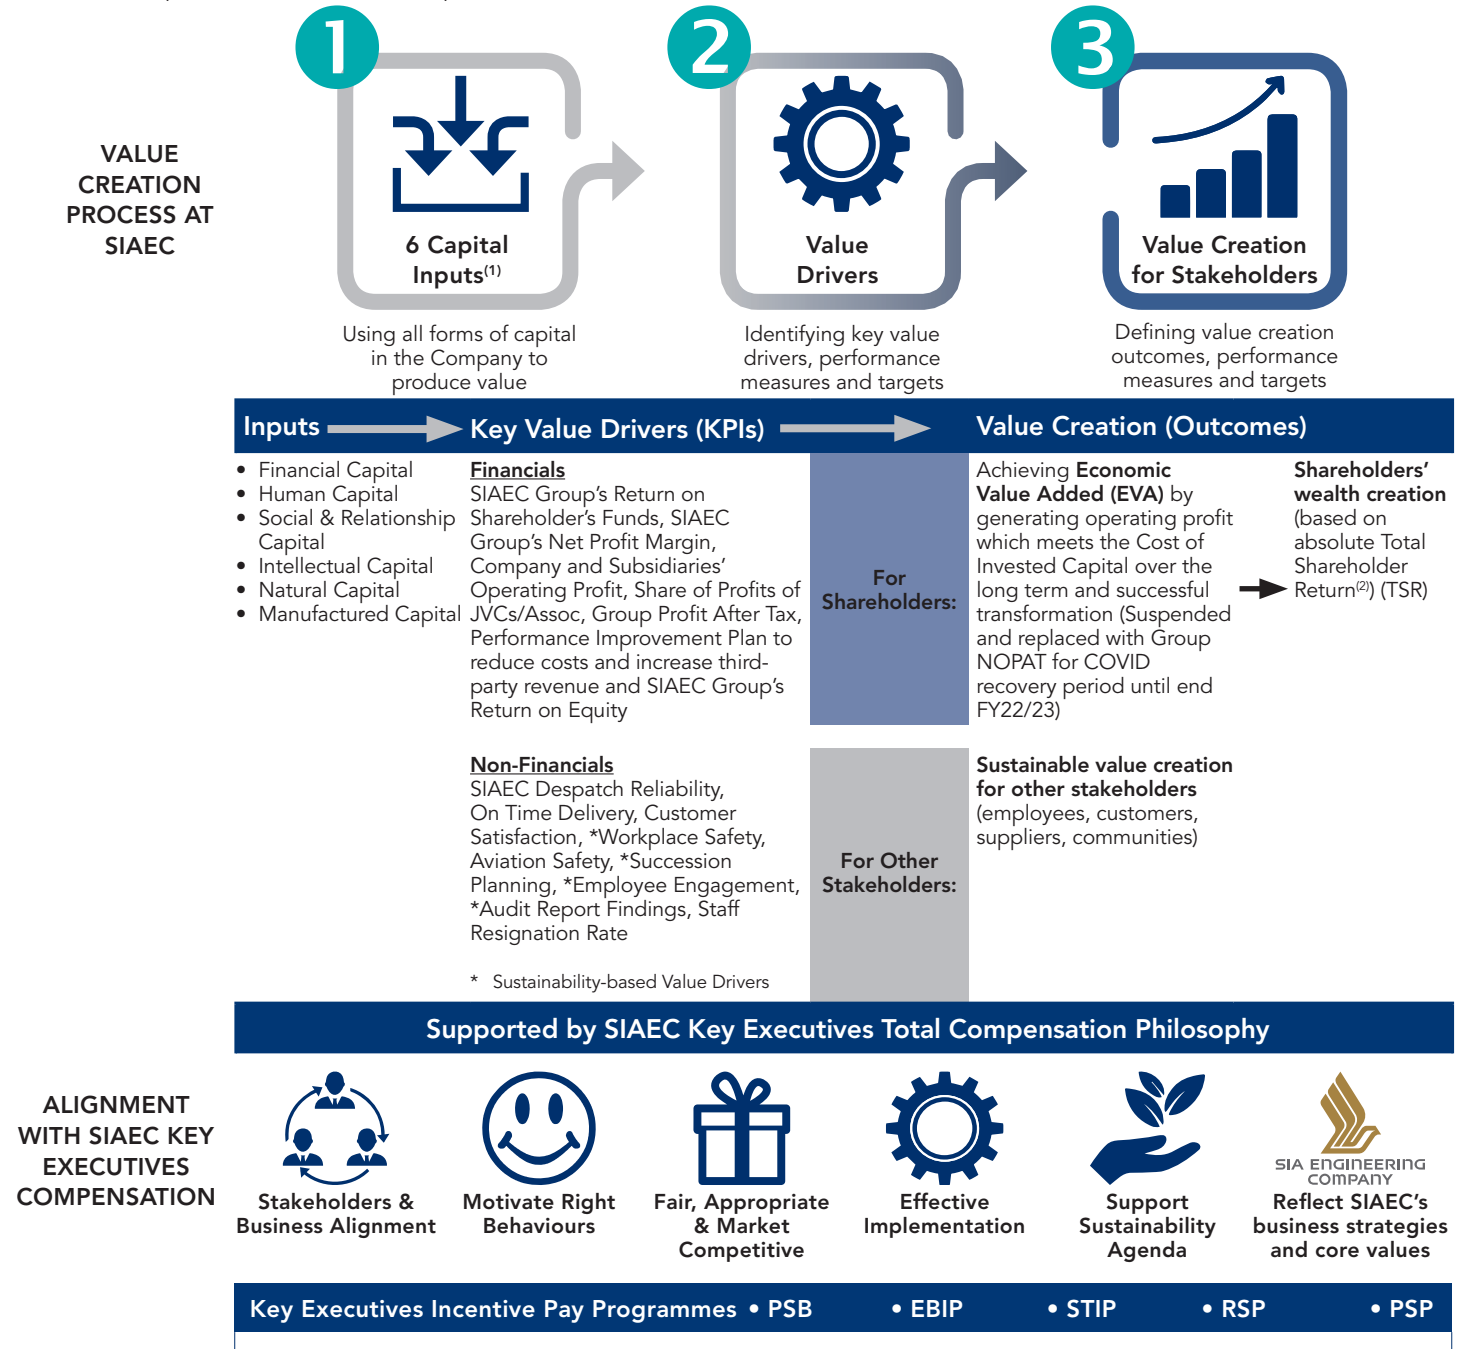 1
2
3
VALUE
CREATION
PROCESS AT
SIAEC
6 Capital
Inputs(1)
Value
Drivers
Value Creation
for Stakeholders
Using all forms of capital
in the Company to
produce value
Identifying key value
drivers, performance
measures and targets
Defining value creation
outcomes, performance
measures and targets
Inputs
Key Value Drivers (KPIs)
Value Creation (Outcomes)
• Financial Capital
• Human Capital
• Social & Relationship
Capital
• Intellectual Capital
• Natural Capital
• Manufactured Capital
Financials
SIAEC Group’s Return on
Shareholder’s Funds, SIAEC
Group’s Net Profit Margin,
Company and Subsidiaries’
Operating Profit, Share of Profits of
JVCs/Assoc, Group Profit After Tax,
Performance Improvement Plan to
reduce costs and increase third-
party revenue and SIAEC Group’s
Return on Equity
For
Shareholders:
Achieving Economic
Value Added (EVA) by
generating operating profit
which meets the Cost of
Invested Capital over the
long term and successful
transformation (Suspended
and replaced with Group
NOPAT for COVID
recovery period until end
FY22/23)
Shareholders’
wealth creation
(based on
absolute Total
Shareholder
Return(2)) (TSR)
Non-Financials
SIAEC Despatch Reliability,
On Time Delivery, Customer
Satisfaction, *Workplace Safety,
Aviation Safety, *Succession
Planning, *Employee Engagement,
*Audit Report Findings, Staff
Resignation Rate
* Sustainability-based Value Drivers
For Other
Stakeholders:
Sustainable value creation
for other stakeholders
(employees, customers,
suppliers, communities)
Supported by SIAEC Key Executives Total Compensation Philosophy
ALIGNMENT
WITH SIAEC KEY
EXECUTIVES
COMPENSATION
Stakeholders &
Business Alignment
Motivate Right
Behaviours
Fair, Appropriate
& Market
Competitive
Effective
Implementation
Support
Sustainability
Agenda
SIA ENGINEERING
COMPANY
Reflect SIAEC’s
business strategies
and core values
Key Executives Incentive Pay Programmes • PSB • EBIP • STIP • RSP • PSP